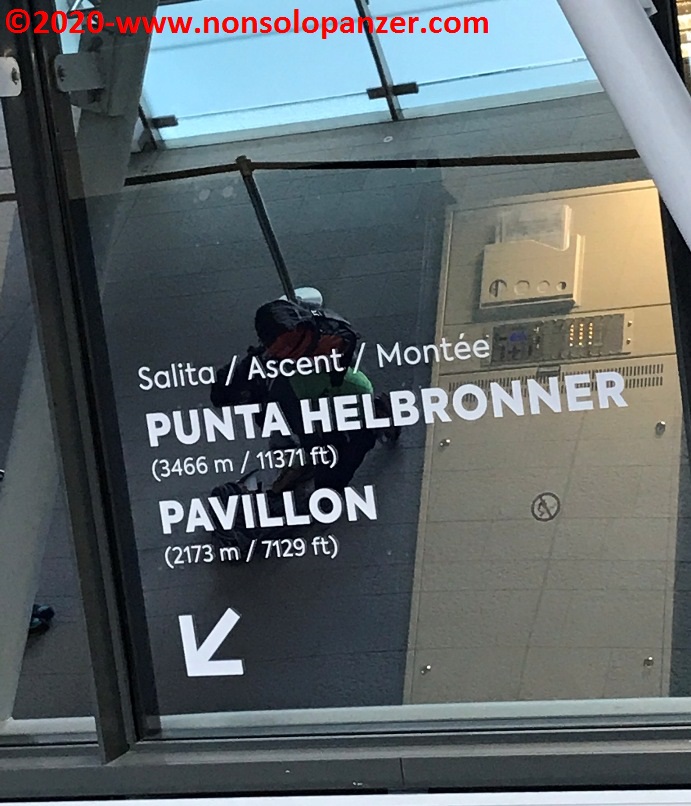 ©2020-www.nonsolopanzer.com
Salita / Ascent / Montée
PUNTA HELBRONNER
(3466 m / 11371 ft)
PAVILLON
(2173 m / 7129 ft)